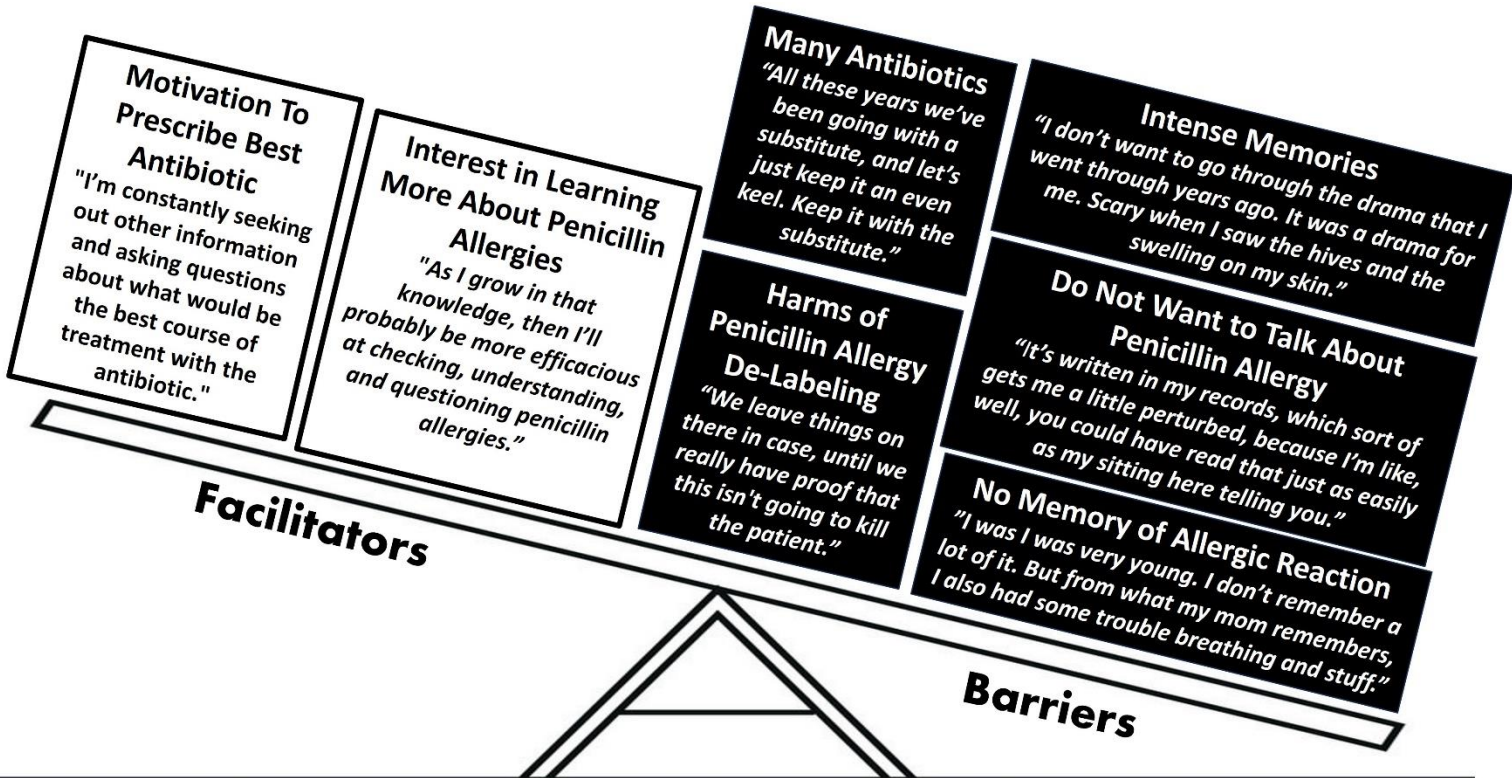 Motivation To
Prescribe Best
Antibiotic
"I'm constantly seeking
out other information
and asking questions
about what would be
the best course of
treatment with the
antibiotic."
Interest in Learning
More About Penicillin
Allergies
"As I grow in that
knowledge, then I'll
probably be more efficacious
at checking, understanding,
and questioning penicillin
allergies.”
Many Antibiotics
“All these years we've
been going with a
substitute, and let's
just keep it an even
keel. Keep it with the
substitute.”
Harms of
Penicillin Allergy
De-Labeling
“We leave things on
there in case, until we
really have proof that
this isn't going to kill
the patient.”
Intense Memories
“I don't want to go through the drama that I
went through years ago. It was a drama for
me. Scary when I saw the hives and the
swelling on my skin.”
Do Not Want to Talk About
Penicillin Allergy
“It's written in my records, which sort of
gets me a little perturbed, because I'm like,
well, you could have read that just as easily
as my sitting here telling you.”
No Memory of Allergic Reaction
”I was I was very young. I don't remember a
lot of it. But from what my mom remembers,
I also had some trouble breathing and stuff.”
Facilitators
Barriers